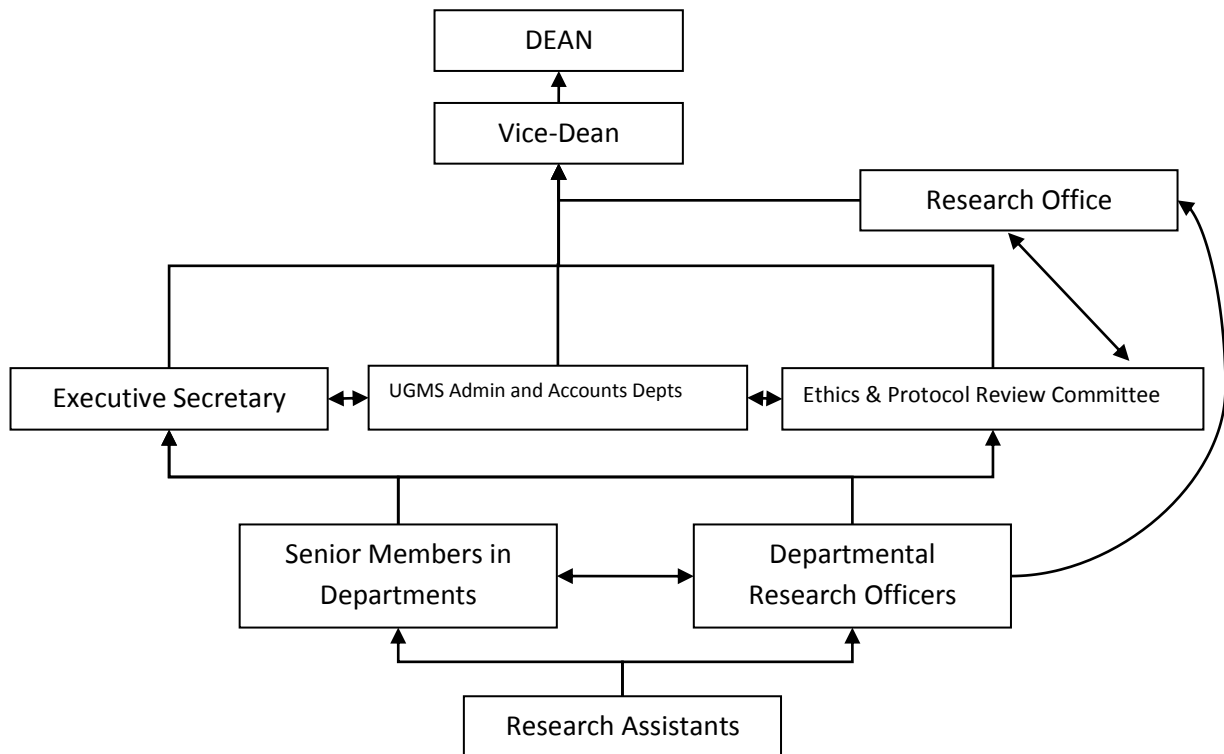 DEAN
Vice-Dean
Research Office
Executive Secretary
UGMS Admin and Accounts Depts
Ethics & Protocol Review Committee
Senior Members in
Departments
Departmental
Research Officers
Research Assistants